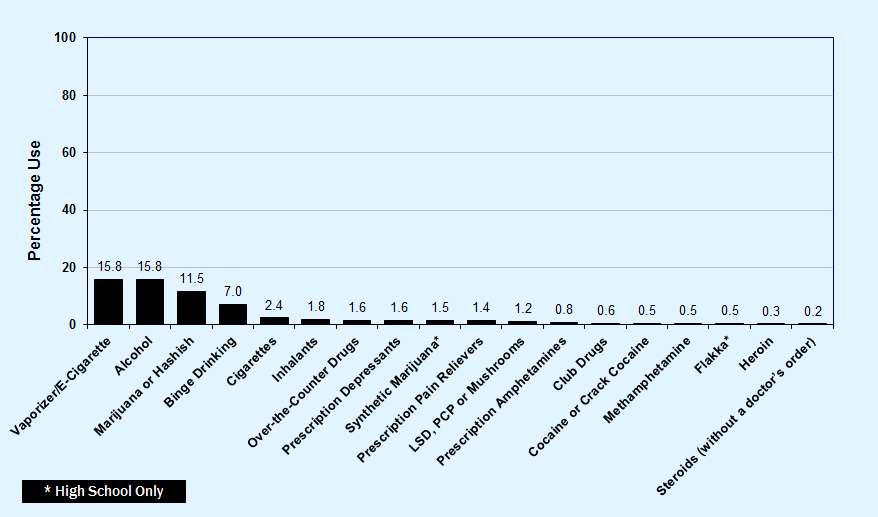 100
80
60
40
20
0
Percentage Use
15.8
15.8
11.5
7.0
2.4
1.8
1.6
1.6
1.5
1.4
1.2
0.8
0.6
0.5
0.5
0.5
0.3
0.2
Vaporizer/E-Cigarette
Alcohol
Marijuana or Hashish
Binge Drinking
Cigarettes
Inhalants
Over-the-Counter Drugs
Prescription Depressants
Synthetic Marijuana*
Prescription Pain Relievers
LSD, PCP or Mushrooms
Prescription Amphetamines
Club Drugs
Cocaine or Crack Cocaine
Methamphetamine
Flakka*
Heroin
Steroids (without a doctor's order)
* High School Only